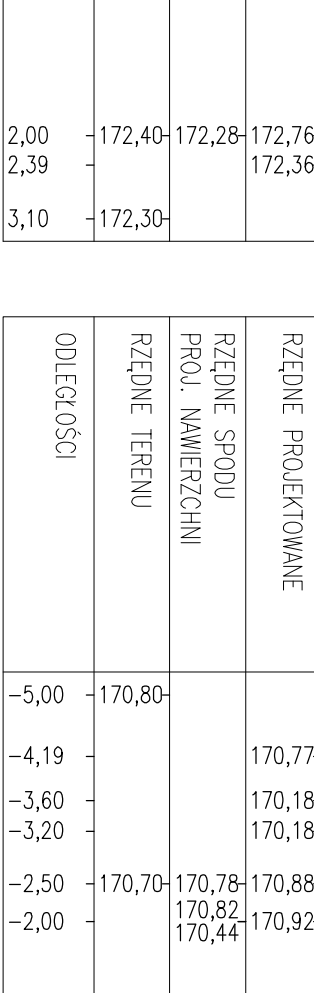 2,00 172,40 172,28 172,76
2,39 172,36
3,10 172,30
ODLEGŁOŚCI
RZĘDNE TERENU
RZĘDNE SPODU
PROJ. NAWIERZCHNI
RZĘDNE PROJEKTOWANE
-5,00 170,80
-4,19 170,77
-3,60 170,18
-3,20 170,18
-2,50 170,70 170,78 170,88
170,82
-2,00 170,92
170,44